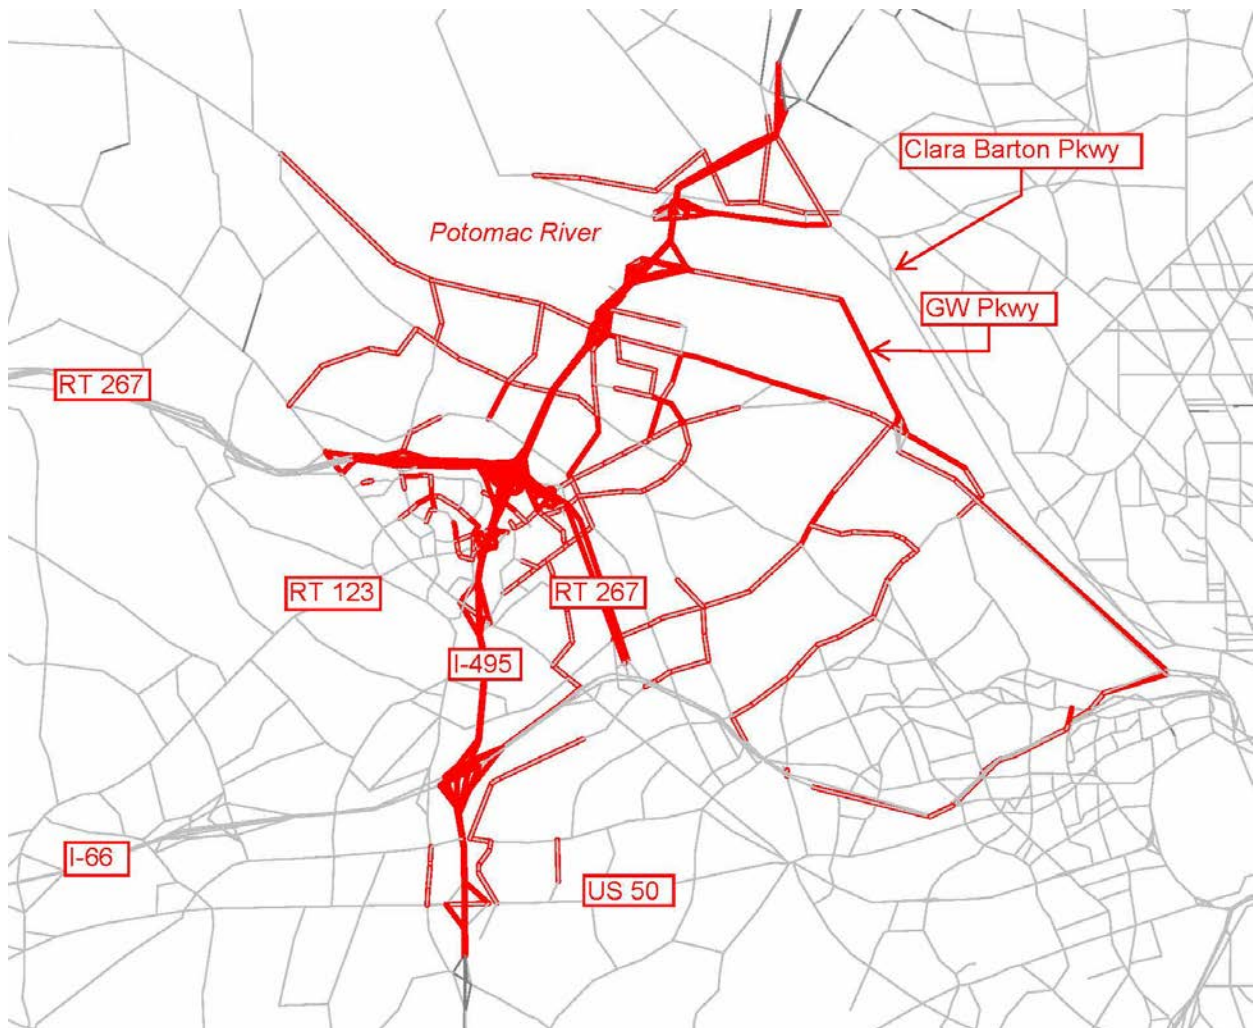 Clara Barton Pkwy
Potomac River
GW Pkwy
RT 267
RT 123
RT 267
I-495
I-66
US 50